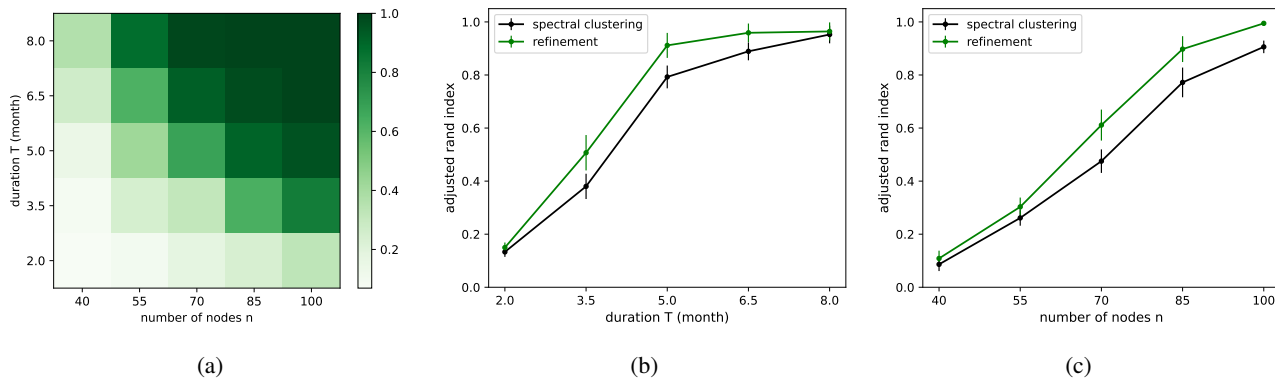 duration T (month)
8.0
6.5
5.0
3.5
2.0
40 55 70 85 100
number of nodes n
1.0
0.8
0.6
0.4
0.2
(a)
adjusted rand index
1.0
0.8
0.6
0.4
0.2
0.0
spectral clustering
refinement
2.0 3.5 5.0 6.5 8.0
duration T (month)
(b)
adjusted rand index
1.0
0.8
0.6
0.4
0.2
0.0
spectral clustering
refinement
40 55 70 85 100
number of nodes n
(c)